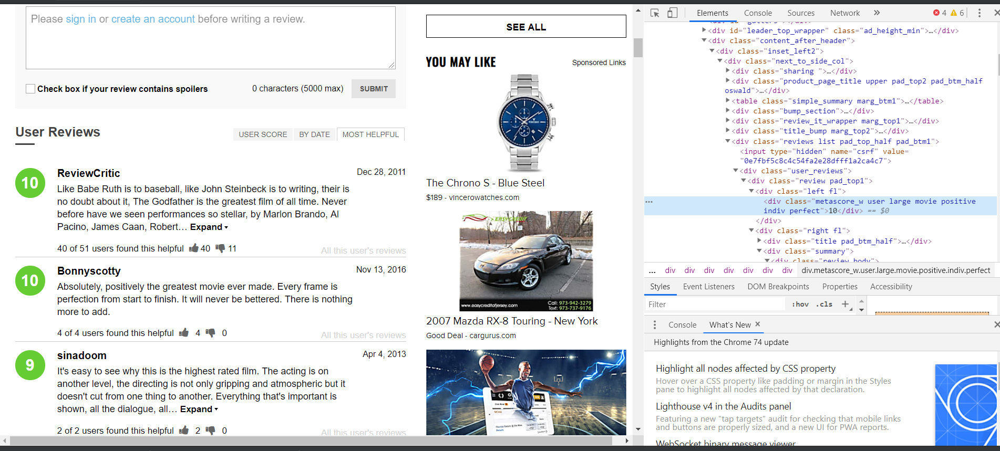 Please sign in or create an account before writing a review.
Check box if your review contains spoilers
0 characters (5000 max)
SUBMIT
User Reviews
USER SCORE
BY DATE
MOST HELPFUL
10
ReviewCritic
Dec 28, 2011
Like Babe Ruth is to baseball, like John Steinbeck is to writing, their is
no doubt about it, The Godfather is the greatest film of all time. Never
before have we seen performances so stellar, by Marlon Brando, Al
Pacino, James Caan, Robert… Expand
40 of 51 users found this helpful 40 11
All this user's reviews
10
Bonnyscotty
Nov 13, 2016
Absolutely, positively the greatest movie ever made. Every frame is
perfection from start to finish. It will never be bettered. There is nothing
more to add.
4 of 4 users found this helpful 4 0
All this user's reviews
9
sinadoom
Apr 4, 2013
It's easy to see why this is the highest rated film. The acting is on
another level, the directing is not only gripping and atmospheric but it
doesn't cut from one thing to another. Everything that's important is
shown, all the dialogue, all… Expand
2 of 2 users found this helpful 2 0
All this user's reviews
SEE ALL
YOU MAY LIKE
Sponsored Links
The Chrono S - Blue Steel
$189 - vincerowatches.com
EASYCREDIT
www.easycreditofjersey.com
Call: 973-942-3279
Text: 973-737-9176
2007 Mazda RX-8 Touring - New York
Good Deal - cargurus.com
Elements
Console
Sources
Network
»
4
6
<div id="leader_top_wrapper" class="ad_height_min">…</div>
<div class="content_after_header">
<div class="inset_left2">
<div class="next_to_side_col">
<div class="sharing ">…</div>
<div class="product_page_title upper pad_top2 pad_btm_half
oswald">…</div>
<table class="simple_summary marg_btm1">…</table>
<div class="bump_section">…</div>
<div class="review_it_wrapper marg_top1">…</div>
<div class="title_bump marg_top2">…</div>
<div class="reviews list pad_top_half pad_btm1">
<input type="hidden" name="csrf" value=
"0e7fbf5c8c4c54fa2e28dfff1a2ca4c7">
<div class="user_reviews">
<div class="review pad_top1">
<div class="left fl">
<div class="metascore_w user large movie positive
indiv perfect">10</div> == $0
</div>
<div class="right fl">
<div class="title pad_btm_half">…</div>
<div class="summary">
<div class="review_body">
... div div div div div div div div.metascore_w.user.large.movie.positive.indiv.perfect
Styles
Event Listeners
DOM Breakpoints
Properties
Accessibility
Filter
:hov .cls +
Console
What's New ×
Highlights from the Chrome 74 update
Highlight all nodes affected by CSS property
Hover over a CSS property like padding or margin in the Styles
pane to highlight all nodes affected by that declaration.
Lighthouse v4 in the Audits panel
Featuring a new "tap targets" audit for checking that mobile links
and buttons are properly sized, and a new UI for PWA reports.
WebSocket binary message viewer